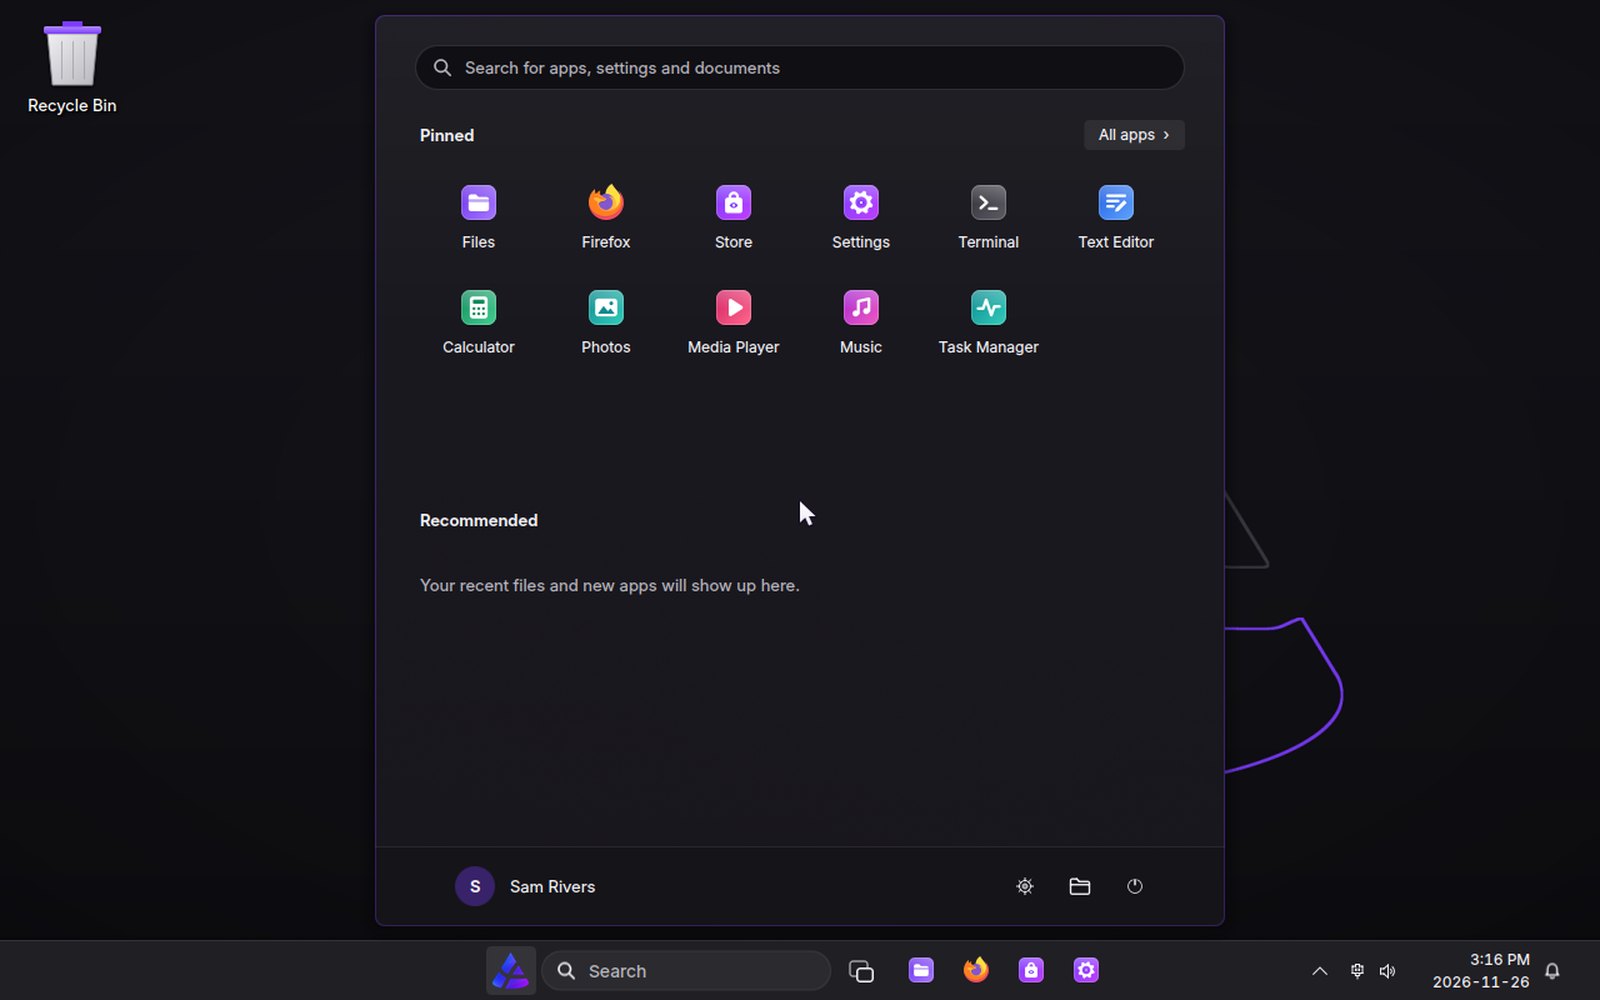 Recycle Bin
Search for apps, settings and documents
Pinned
All apps ›
Files
Firefox
Store
Settings
Terminal
Text Editor
Calculator
Photos
Media Player
Music
Task Manager
Recommended
Your recent files and new apps will show up here.
S
Sam Rivers
Search
3:16 PM
2026-11-26